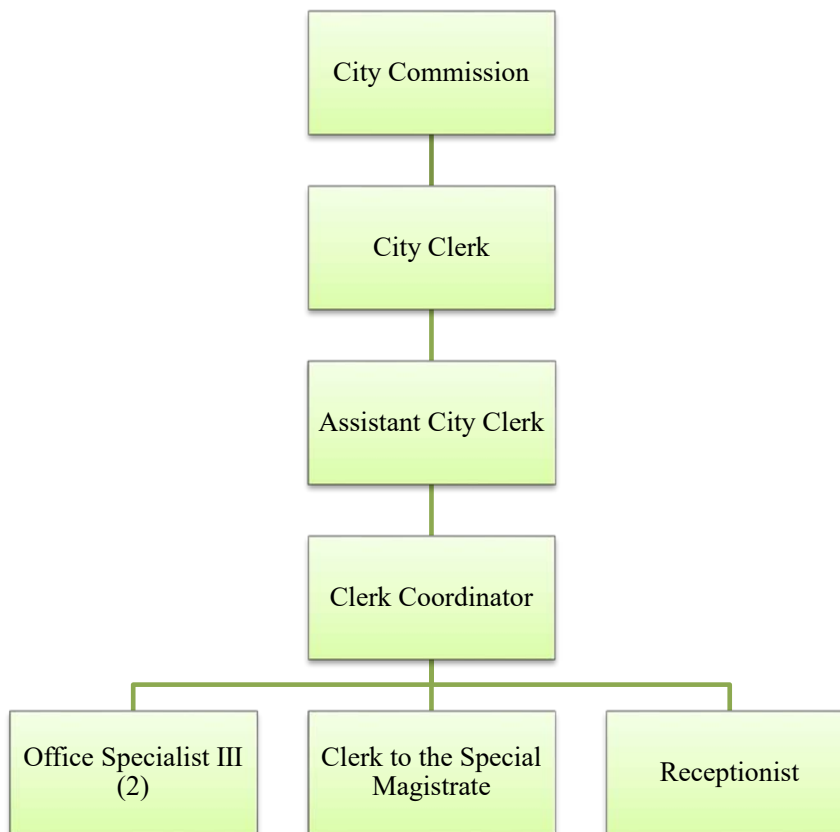 City Commission
City Clerk
Assistant City Clerk
Clerk Coordinator
Office Specialist III
(2)
Clerk to the Special
Magistrate
Receptionist